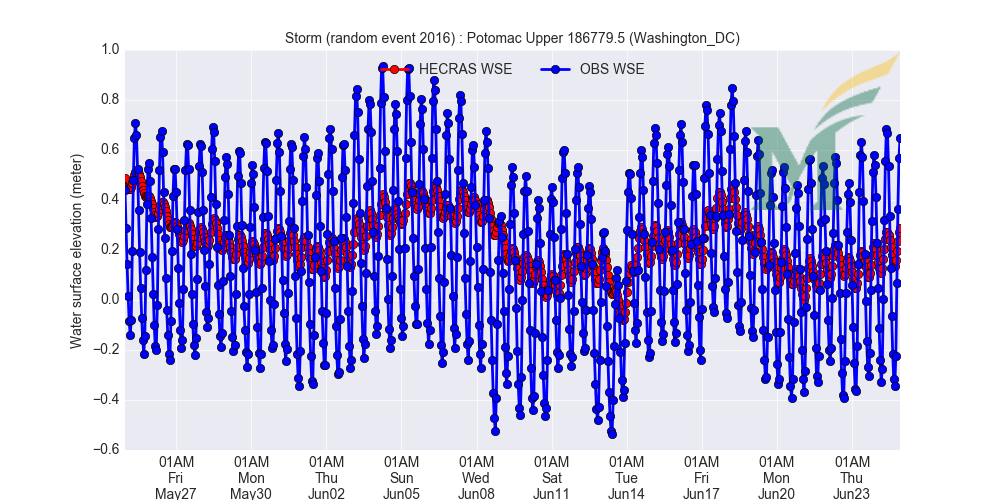 Storm (random event 2016) : Potomac Upper 186779.5 (Washington_DC)
HECRAS WSE
OBS WSE
Water surface elevation (meter)
1.0
0.8
0.6
0.4
0.2
0.0
−0.2
−0.4
−0.6
01AM 01AM 01AM 01AM 01AM 01AM 01AM 01AM 01AM 01AM
Fri Mon Thu Sun Wed Sat Tue Fri Mon Thu
May27 May30 Jun02 Jun05 Jun08 Jun11 Jun14 Jun17 Jun20 Jun23
M